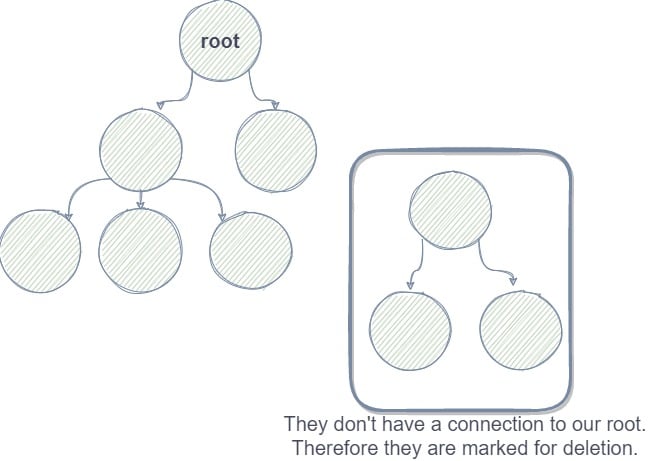 root
They don't have a connection to our root.
Therefore they are marked for deletion.